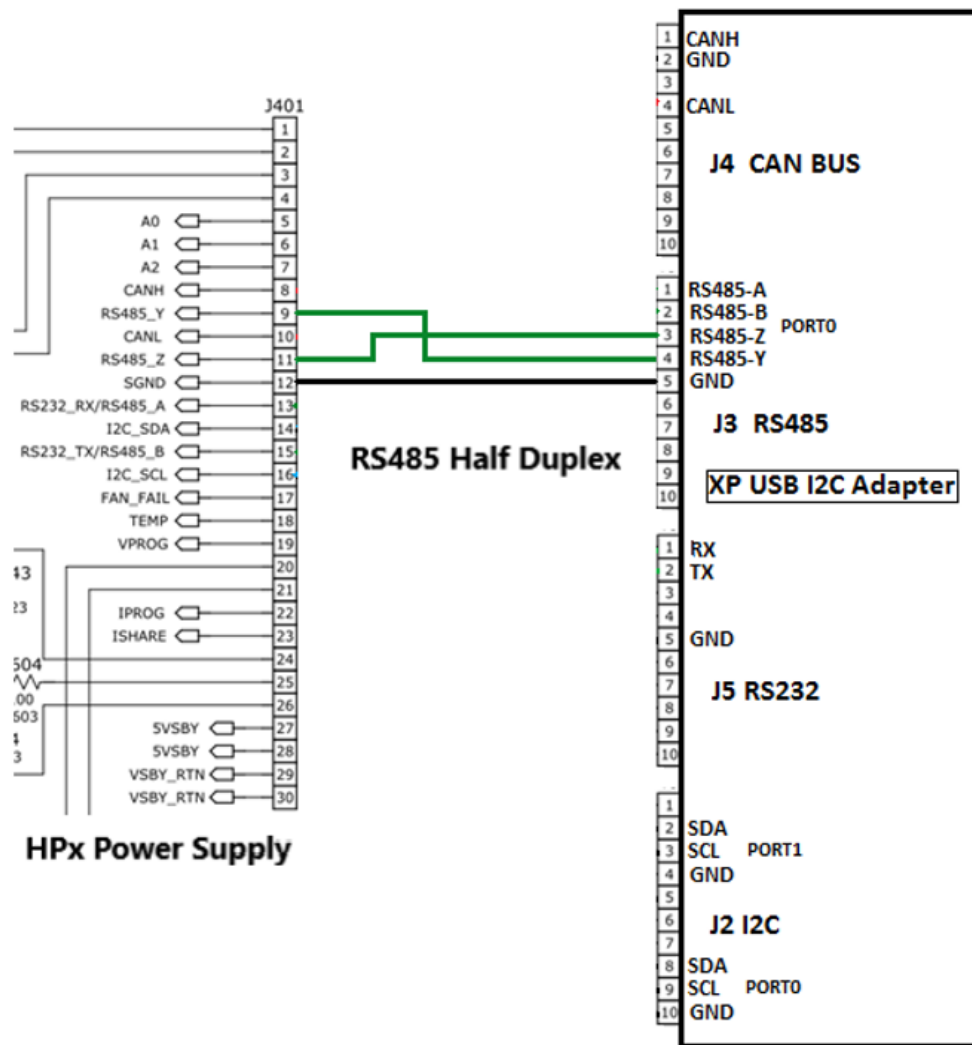 J401
1
2
3
4
A0 5
A1 6
A2 7
CANH 8
RS485_Y 9
CANL 10
RS485_Z 11
SGND 12
RS232_RX/RS485_A 13
I2C_SDA 14
RS232_TX/RS485_B 15
I2C_SCL 16
FAN_FAIL 17
TEMP 18
VPROG 19
20
21
IPROG 22
ISHARE 23
24
25
26
5VSBY 27
5VSBY 28
VSBY_RTN 29
VSBY_RTN 30
43
23
504
100
603
4
3
HPx Power Supply
RS485 Half Duplex
1 CANH
2 GND
3
4 CANL
5
6
J4 CAN BUS
7
8
9
10
1 RS485-A
2 RS485-B
PORT0
3 RS485-Z
4 RS485-Y
5 GND
6
7
J3 RS485
8
9
10
XP USB I2C Adapter
1 RX
2 TX
3
4
5 GND
6
7
J5 RS232
8
9
10
1
2 SDA
3 SCL PORT1
4 GND
5
6
J2 I2C
7
8 SDA
9 SCL PORT0
10 GND